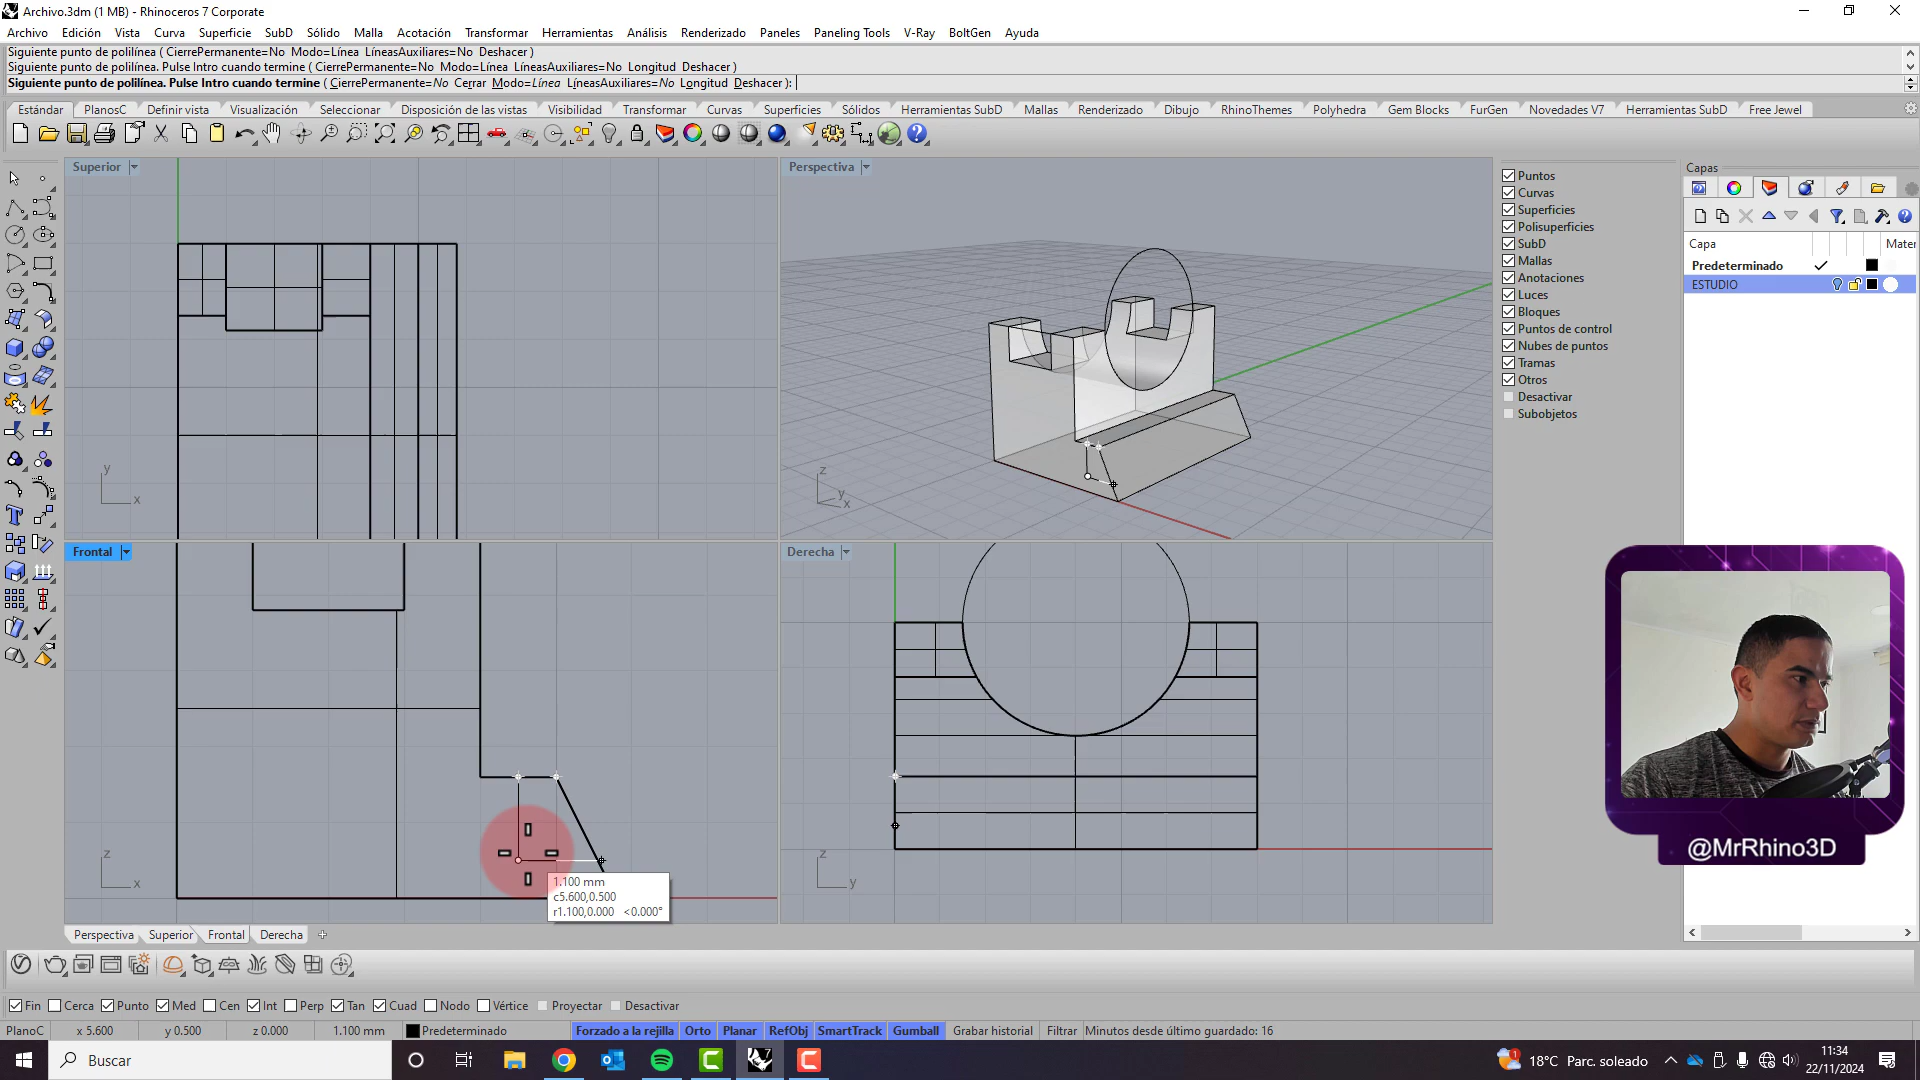 Archivo.3dm (1 MB) - Rhinoceros 7 Corporate
Archivo Edición Vista Curva Superficie SubD Sólido Malla Acotación Transformar Herramientas Análisis Renderizado Paneles Paneling Tools V-Ray BoltGen Ayuda
Siguiente punto de polilínea ( CierrePermanente=No Modo=Línea LíneasAuxiliares=No Deshacer )
Siguiente punto de polilínea. Pulse Intro cuando termine ( CierrePermanente=No Modo=Línea LíneasAuxiliares=No Longitud Deshacer )
Siguiente punto de polilínea. Pulse Intro cuando termine ( CierrePermanente=No Cerrar Modo=Línea LíneasAuxiliares=No Longitud Deshacer ):
Estándar PlanosC Definir vista Visualización Seleccionar Disposición de las vistas Visibilidad Transformar Curvas Superficies Sólidos Herramientas SubD Mallas Renderizado Dibujo RhinoThemes Polyhedra Gem Blocks FurGen Novedades V7 Herramientas SubD Free Jewel
Superior
y
x
Perspectiva
z
y
x
Frontal
z
x
1.100 mm
c5.600,0.500
r1.100,0.000 <0.000°
Derecha
z
y
Puntos
Curvas
Superficies
Polisuperficies
SubD
Mallas
Anotaciones
Luces
Bloques
Puntos de control
Nubes de puntos
Tramas
Otros
Desactivar
Subobjetos
Capas
Capa Mater
Predeterminado
ESTUDIO
@MrRhino3D
Perspectiva Superior Frontal Derecha
Fin Cerca Punto Med Cen Int Perp Tan Cuad Nodo Vértice Proyectar Desactivar
PlanoC x 5.600 y 0.500 z 0.000 1.100 mm Predeterminado Forzado a la rejilla Orto Planar RefObj SmartTrack Gumball Grabar historial Filtrar Minutos desde último guardado: 16
Buscar
1
18°C Parc. soleado
11:34
22/11/2024